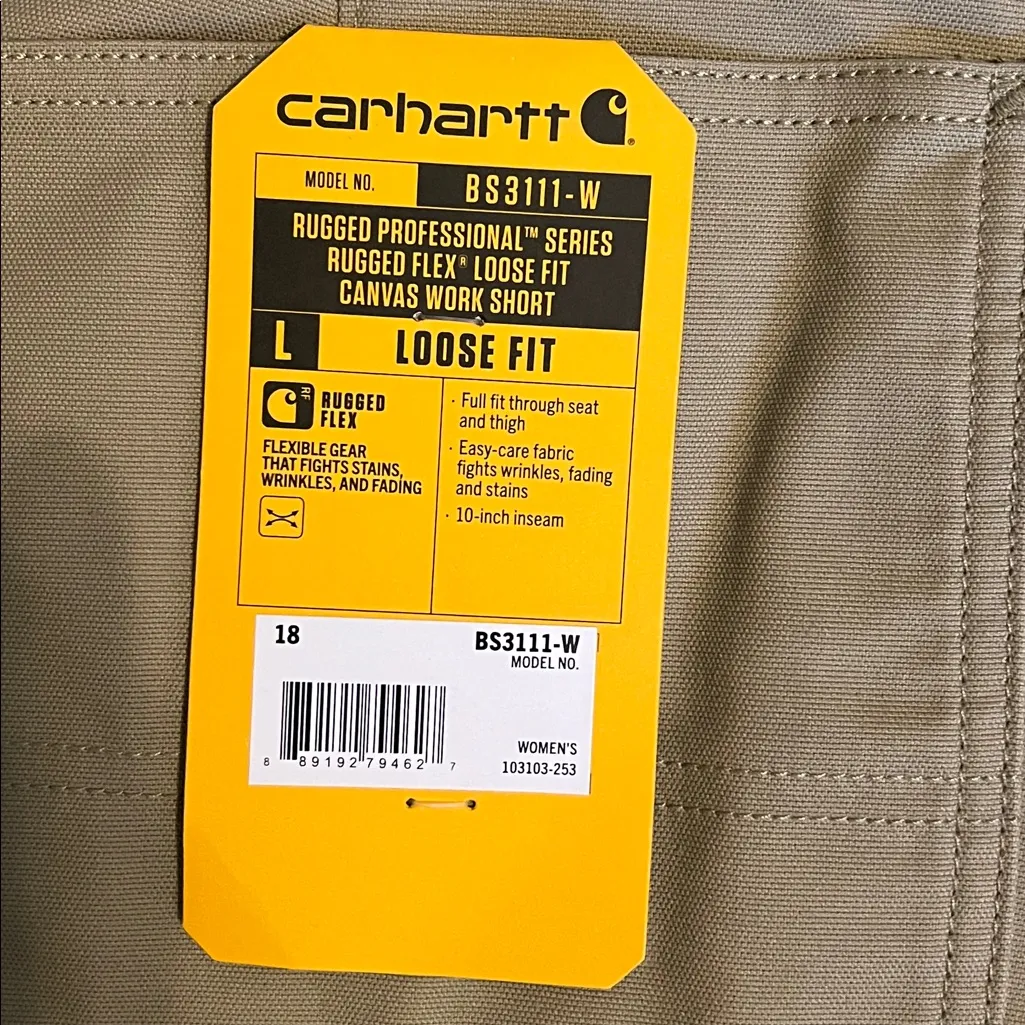 carhartt
MODEL NO. BS3111-W
RUGGED PROFESSIONAL™ SERIES
RUGGED FLEX® LOOSE FIT
CANVAS WORK SHORT
L LOOSE FIT
RF
RUGGED
FLEX
FLEXIBLE GEAR
THAT FIGHTS STAINS,
WRINKLES, AND FADING
· Full fit through seat
and thigh
· Easy-care fabric
fights wrinkles, fading
and stains
· 10-inch inseam
18 BS3111-W
MODEL NO.
8 89192 79462 7
WOMEN'S
103103-253